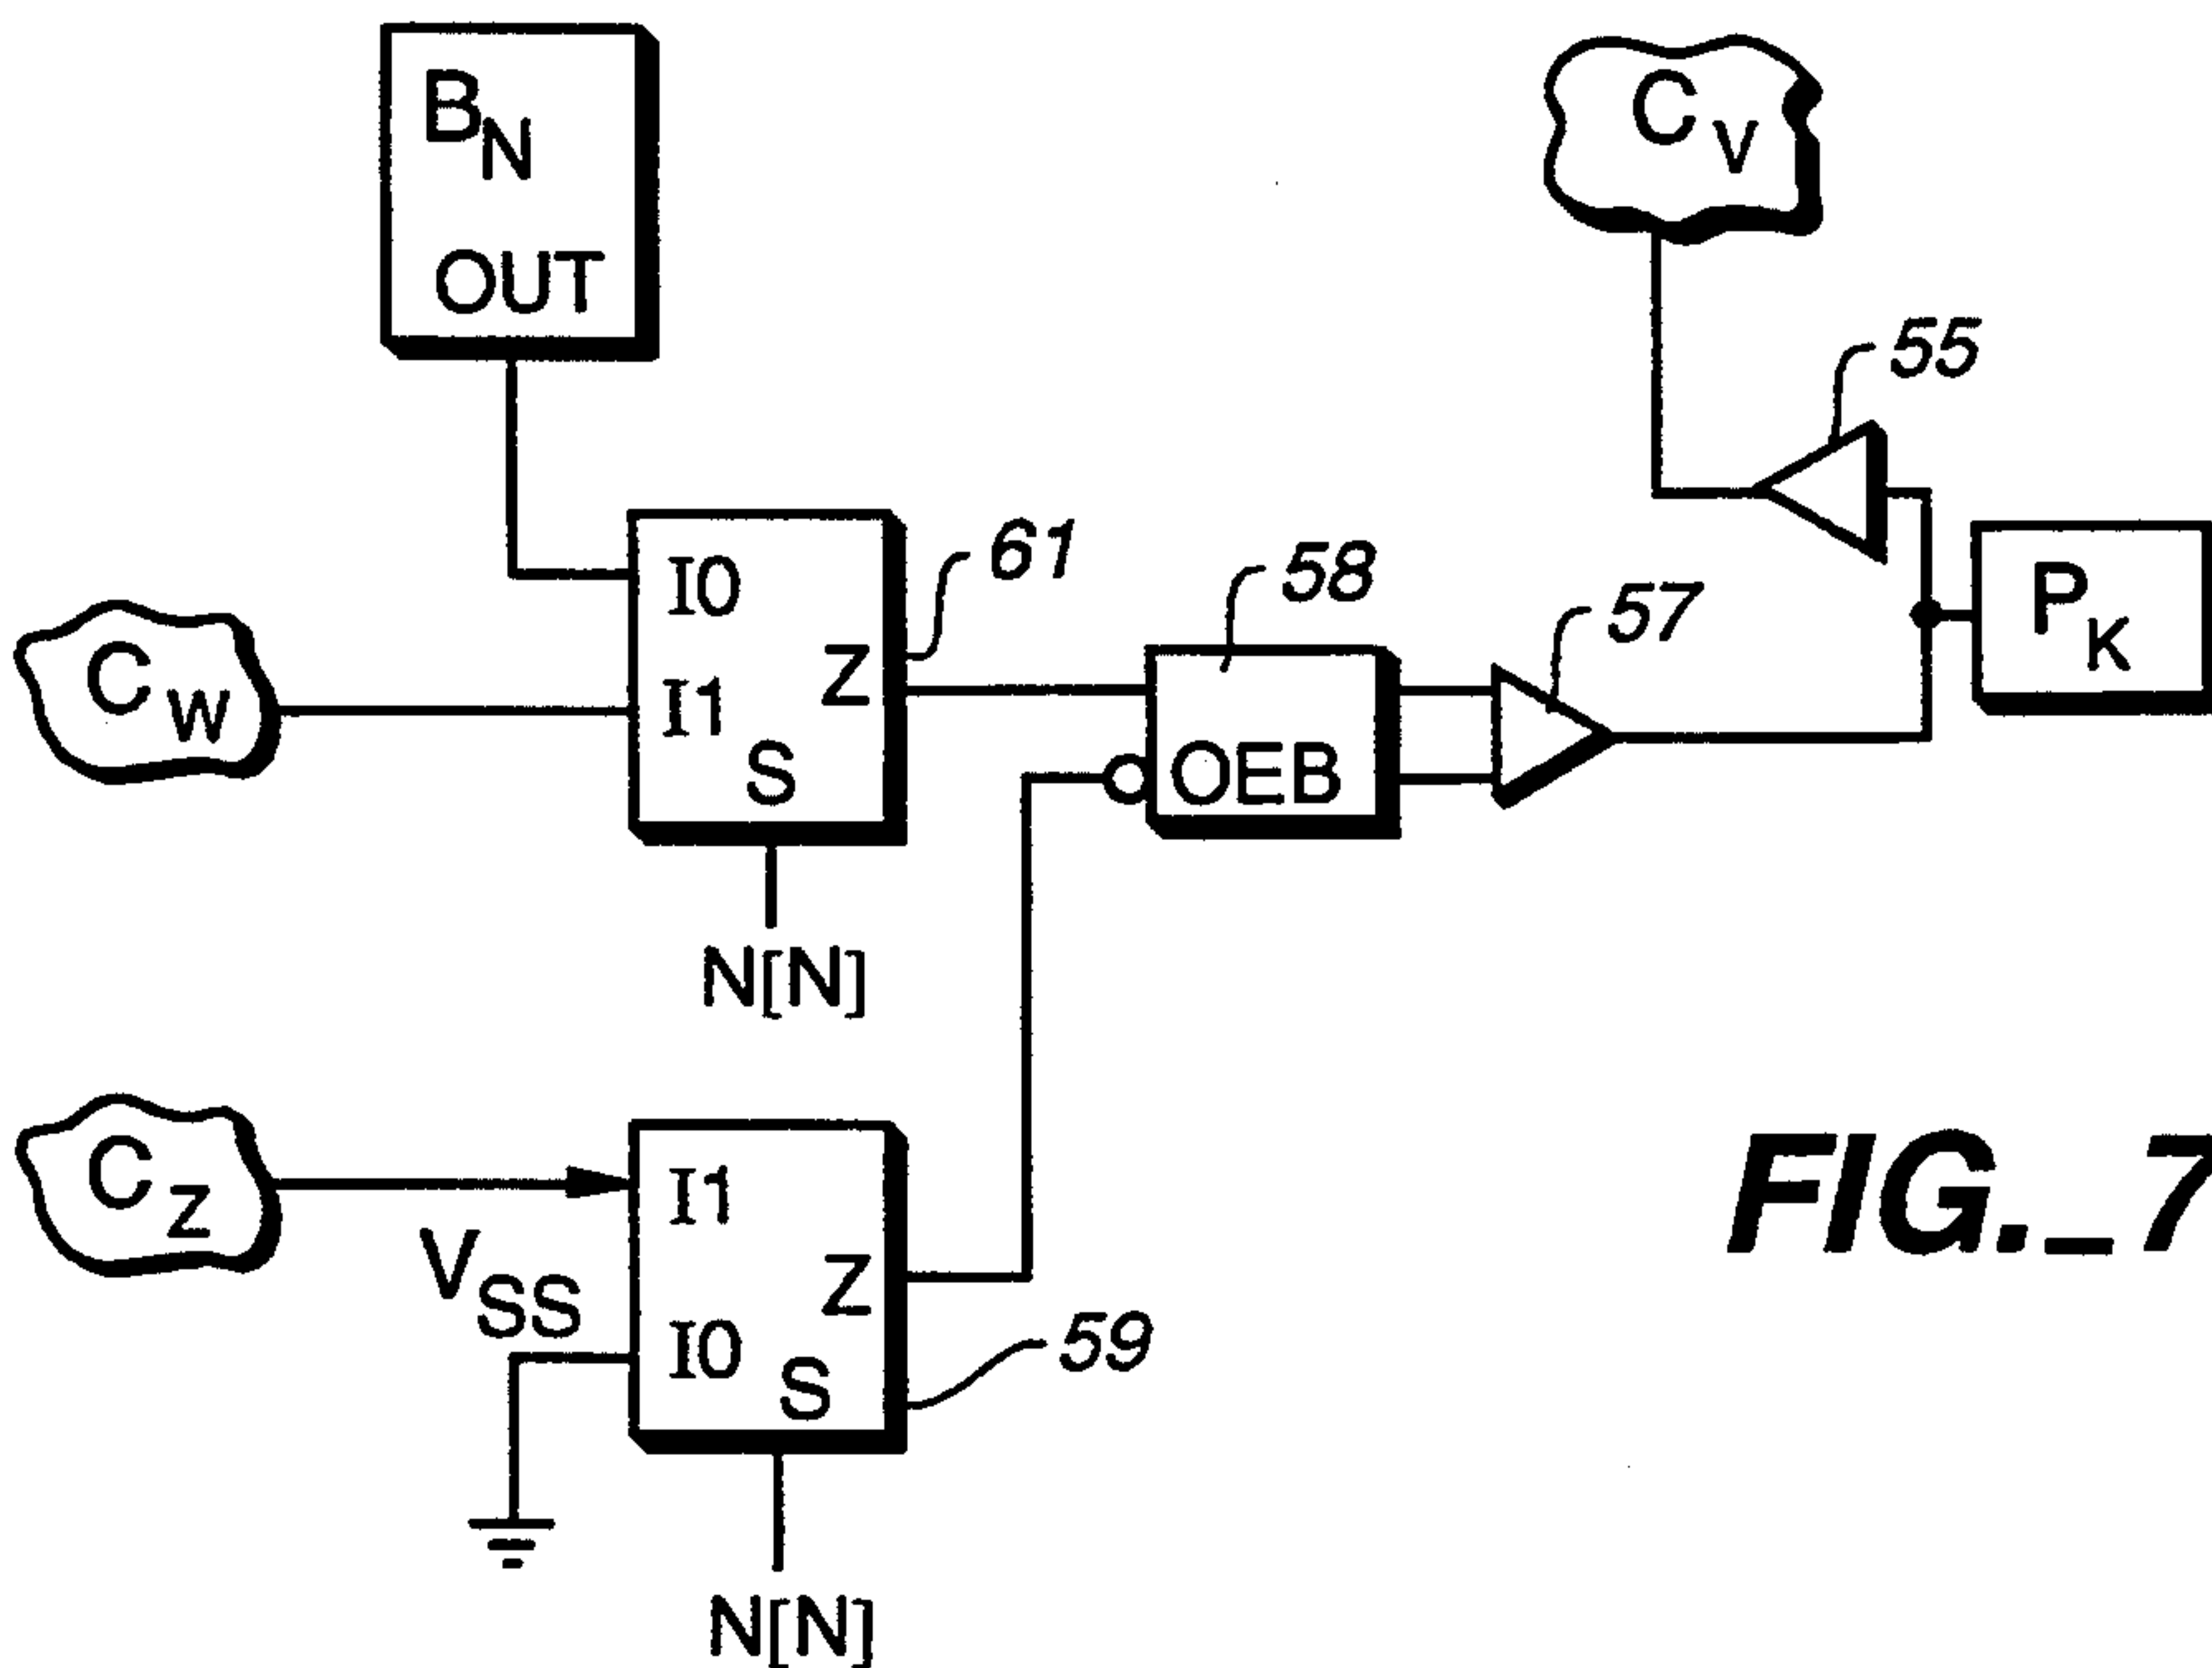 B_N
OUT
C_V
55
61
58
57
I0
P_K
C_W
Z
I1
S
OEB
N[N]
C_Z
I1
V_SS
Z
I0
S
59
N[N]
FIG._7